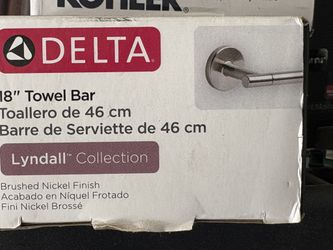 KOHLER
DELTA
18" Towel Bar
Toallero de 46 cm
Barre de Serviette de 46 cm
Lyndall™ Collection
Brushed Nickel Finish
Acabado en Níquel Frotado
Fini Nickel Brossé